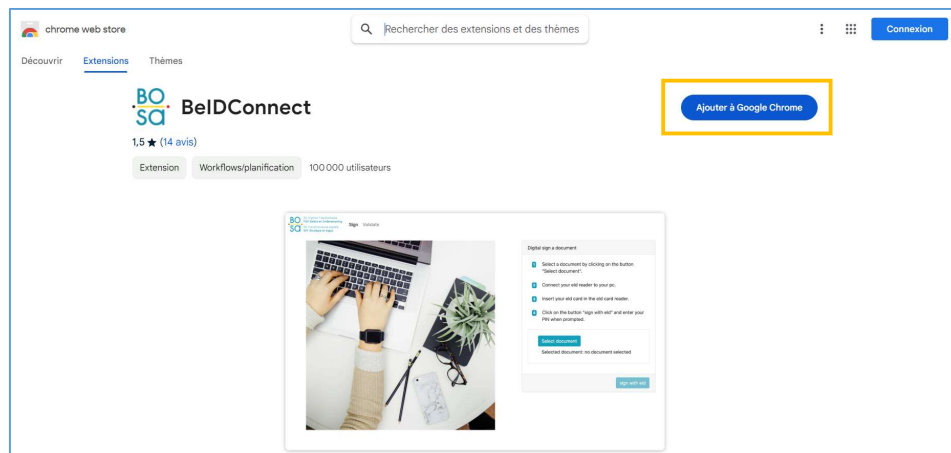 chrome web store
Rechercher des extensions et des thèmes
Connexion
Découvrir Extensions Thèmes
BO
SA
BeIDConnect
Ajouter à Google Chrome
1,5 ★ (14 avis)
Extension Workflows/planification 100 000 utilisateurs
BO
SA
Sign Validate
Digital sign a document
1 Select a document by clicking on the button
"Select document".
2 Connect your eId reader to your pc.
3 Insert your eId card in the eId card reader.
4 Click on the button "sign with eId" and enter your
PIN when prompted.
Select document
Selected document: no document selected
Sign with eId